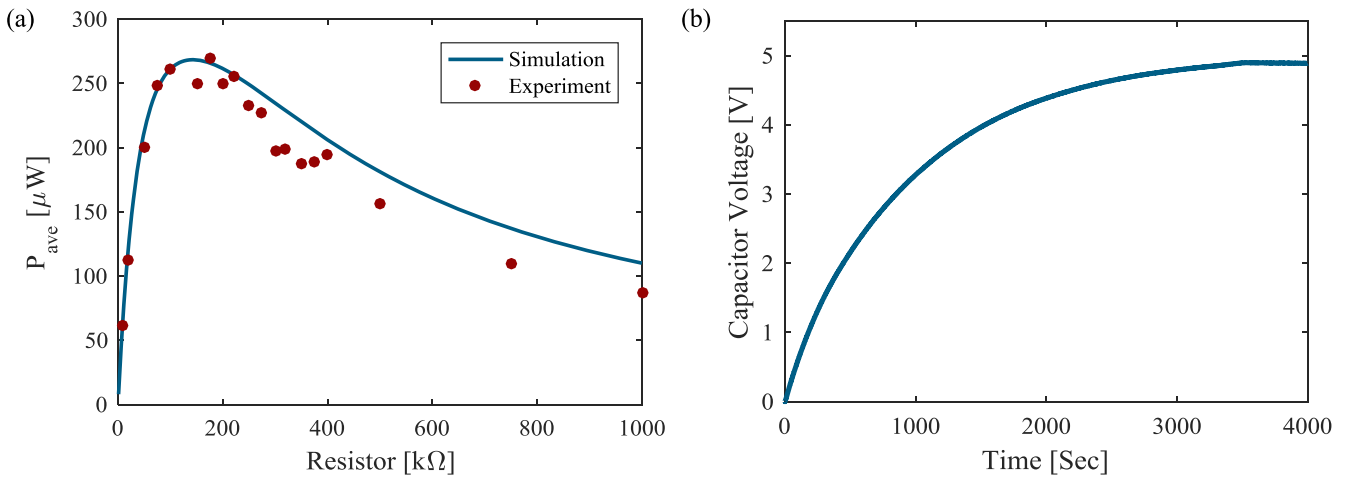 (a)
300
250
200
150
100
50
0
P_ave [μW]
Simulation
Experiment
0 200 400 600 800 1000
Resistor [kΩ]
(b)
5
4
3
2
1
0
Capacitor Voltage [V]
0 1000 2000 3000 4000
Time [Sec]